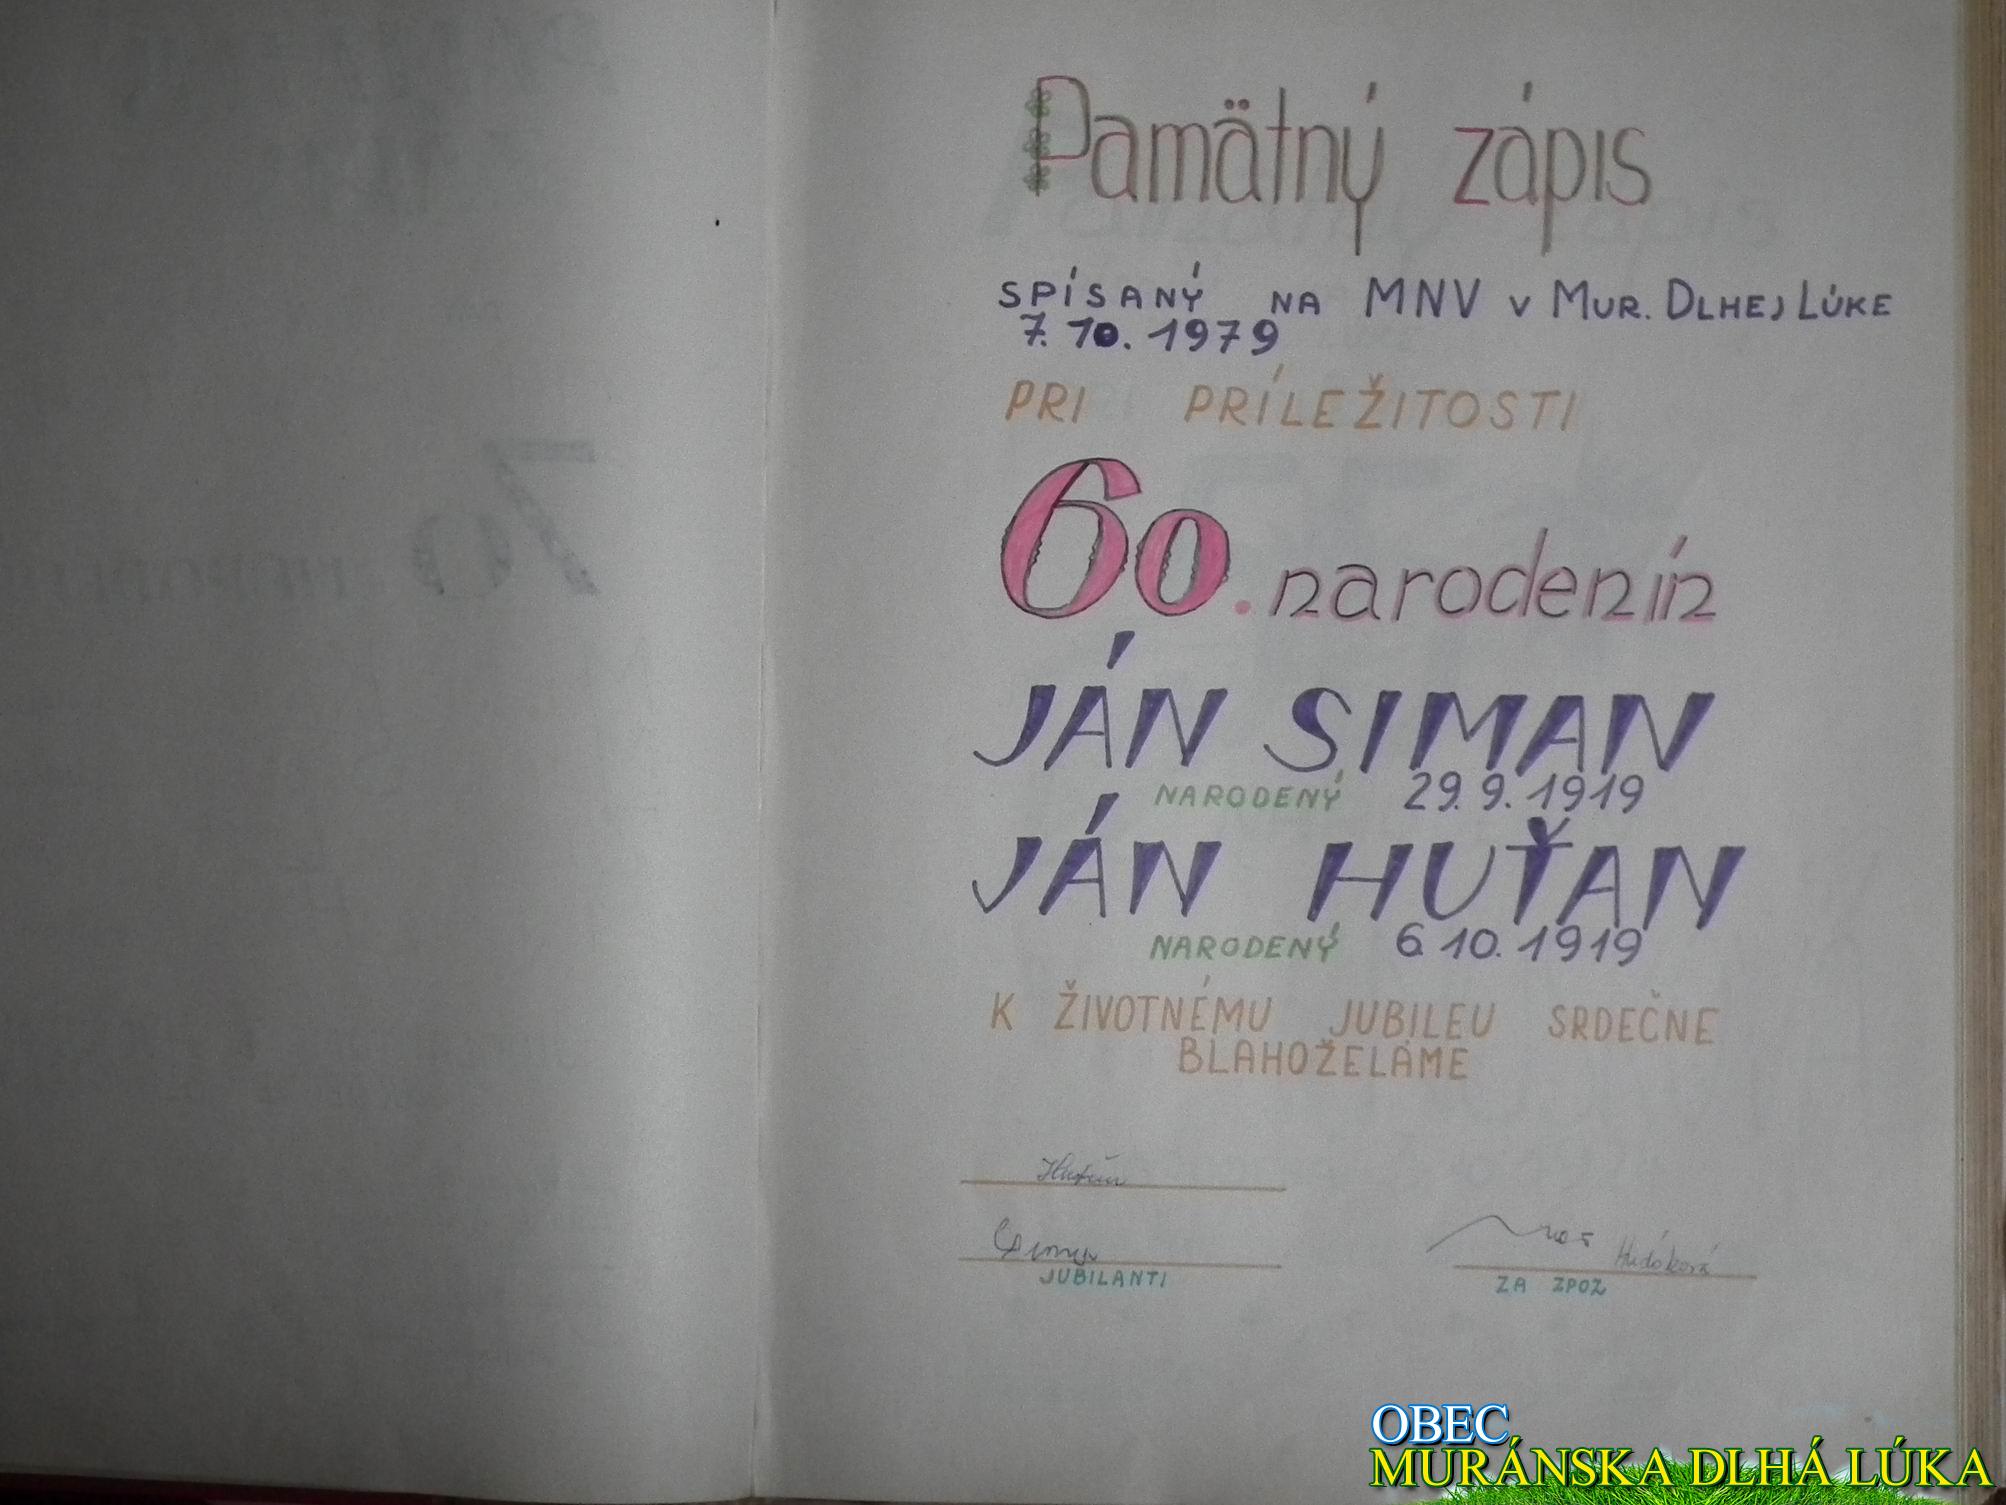 Pamätný zápis
SPÍSANÝ NA MNV V MUR. DLHEJ LÚKE
7. 10. 1979
PRI PRÍLEŽITOSTI
60. narodenín
JÁN SIMAN
NARODENÝ 29. 9. 1919
JÁN HUŤAN
NARODENÝ 6. 10. 1919
K ŽIVOTNÉMU JUBILEU SRDEČNE
BLAHOŽELÁME
Hudáková
JUBILANTI
ZA ZPOZ
OBEC
MURÁNSKA DLHÁ LÚKA